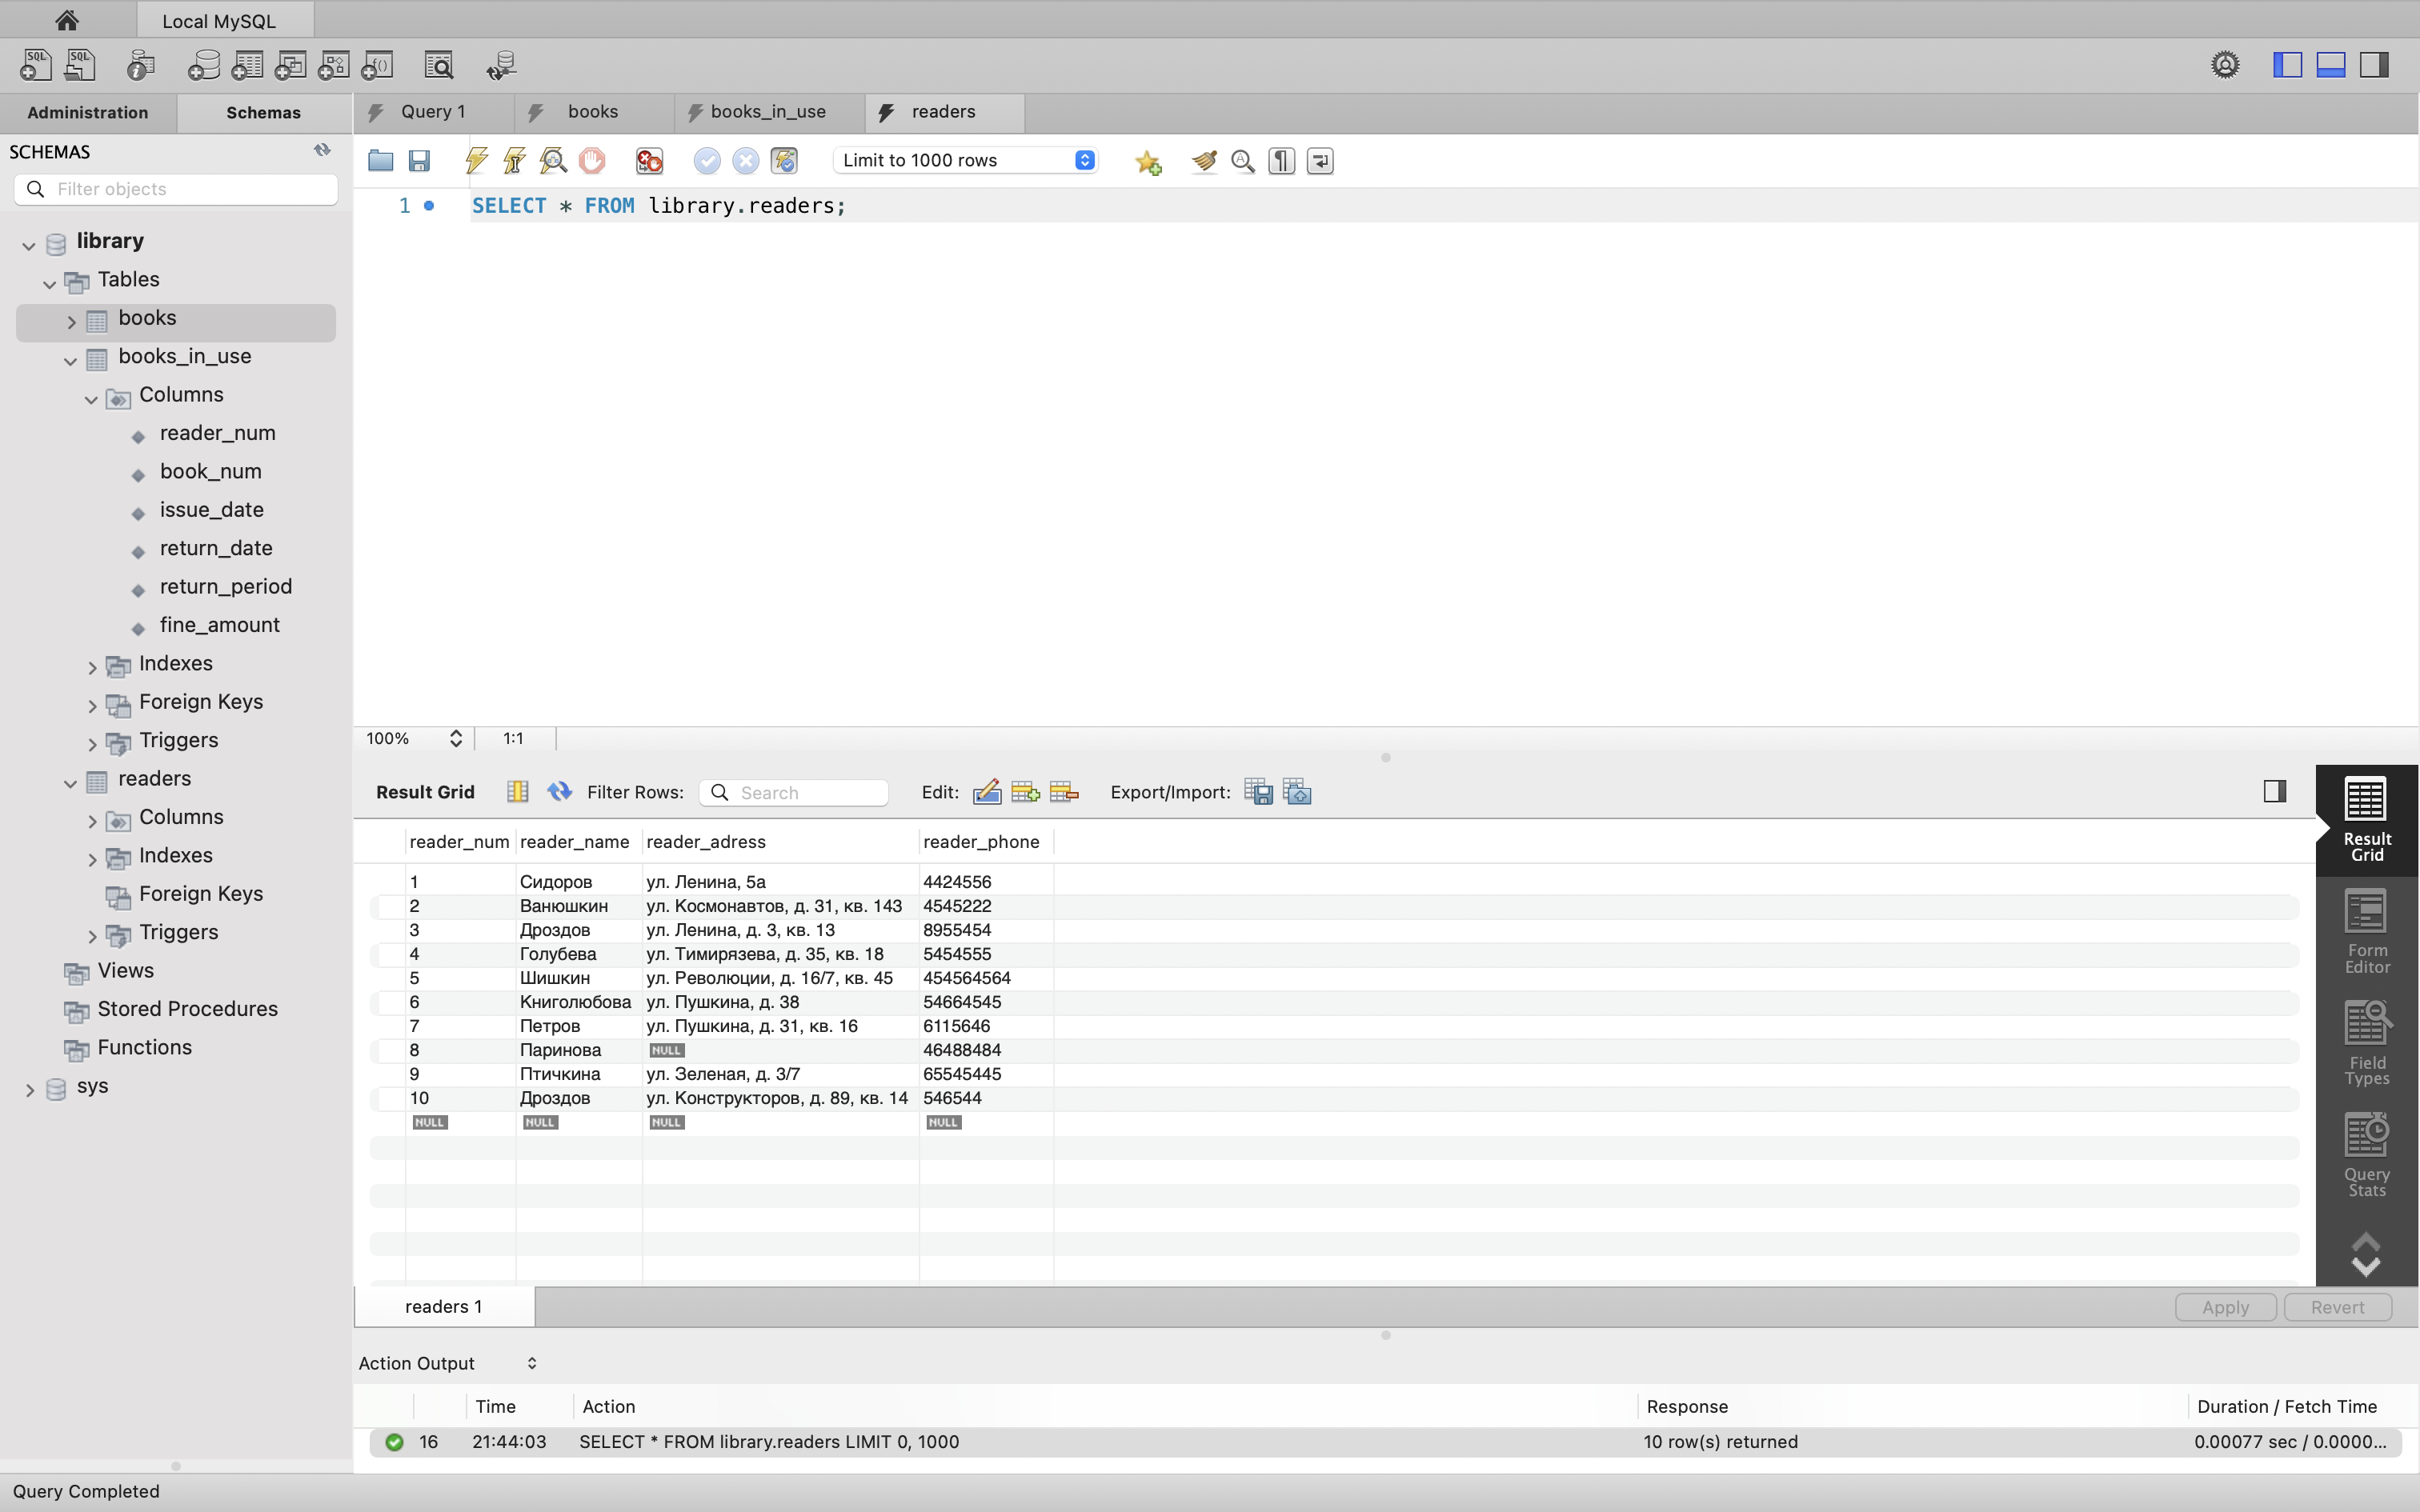 Local MySQL
Administration
Schemas
Query 1
books
books_in_use
readers
SCHEMAS
Filter objects
Limit to 1000 rows
1
SELECT * FROM library.readers;
library
Tables
books
books_in_use
Columns
reader_num
book_num
issue_date
return_date
return_period
fine_amount
Indexes
Foreign Keys
Triggers
readers
Columns
Indexes
Foreign Keys
Triggers
Views
Stored Procedures
Functions
sys
100%
1:1
Result Grid
Filter Rows:
Search
Edit:
Export/Import:
reader_num reader_name reader_adress reader_phone
1 Сидоров ул. Ленина, 5а 4424556
2 Ванюшкин ул. Космонавтов, д. 31, кв. 143 4545222
3 Дроздов ул. Ленина, д. 3, кв. 13 8955454
4 Голубева ул. Тимирязева, д. 35, кв. 18 5454555
5 Шишкин ул. Революции, д. 16/7, кв. 45 454564564
6 Книголюбова ул. Пушкина, д. 38 54664545
7 Петров ул. Пушкина, д. 31, кв. 16 6115646
8 Паринова NULL 46488484
9 Птичкина ул. Зеленая, д. 3/7 65545445
10 Дроздов ул. Конструкторов, д. 89, кв. 14 546544
NULL NULL NULL NULL
Result
Grid
Form
Editor
Field
Types
Query
Stats
readers 1
Apply
Revert
Action Output
Time Action Response Duration / Fetch Time
16 21:44:03 SELECT * FROM library.readers LIMIT 0, 1000 10 row(s) returned 0.00077 sec / 0.0000...
Query Completed